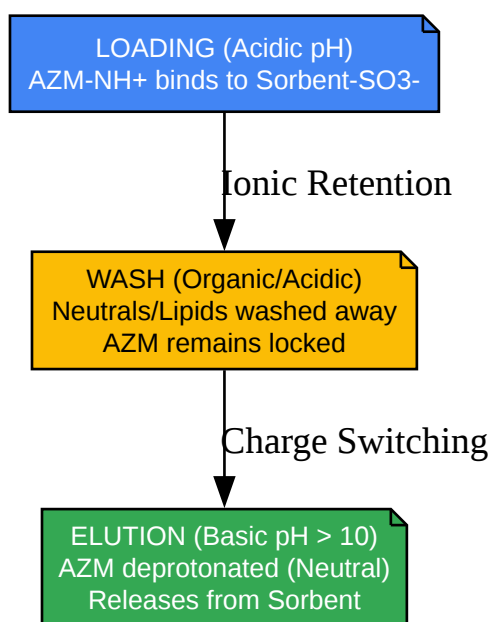 LOADING (Acidic pH)
AZM-NH+ binds to Sorbent-SO3-
Ionic Retention
WASH (Organic/Acidic)
Neutrals/Lipids washed away
AZM remains locked
Charge Switching
ELUTION (Basic pH > 10)
AZM deprotonated (Neutral)
Releases from Sorbent